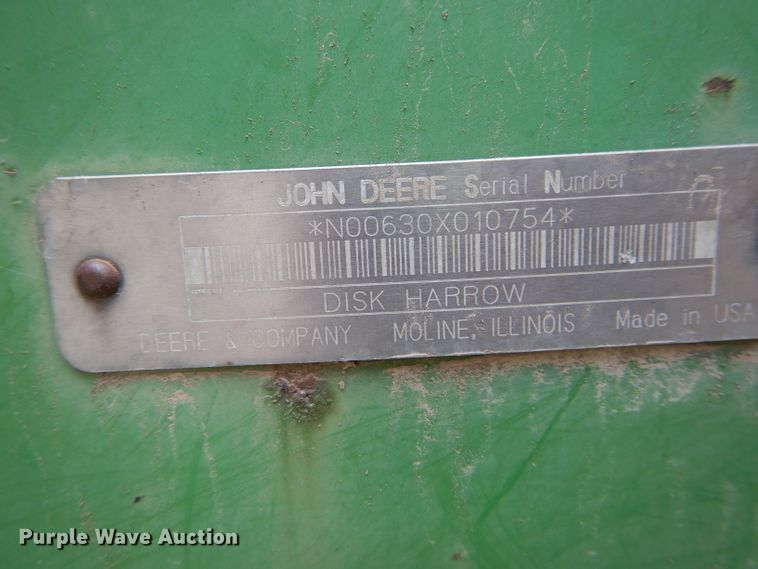 JOHN DEERE Serial Number
*N00630X010754*
DISK HARROW
DEERE & COMPANY MOLINE, ILLINOIS Made in USA
Purple Wave Auction